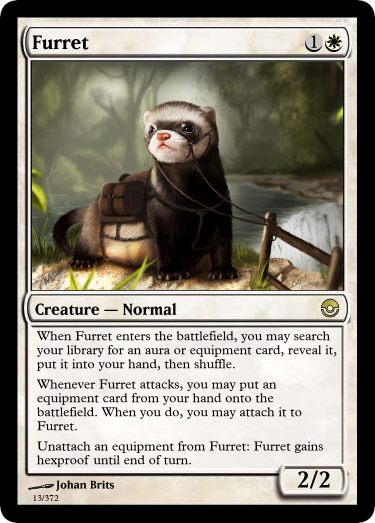 Furret 1
Creature — Normal
When Furret enters the battlefield, you may search
your library for an aura or equipment card, reveal it,
put it into your hand, then shuffle.
Whenever Furret attacks, you may put an
equipment card from your hand onto the
battlefield. When you do, you may attach it to
Furret.
Unattach an equipment from Furret: Furret gains
hexproof until end of turn.
2/2
Johan Brits
13/372